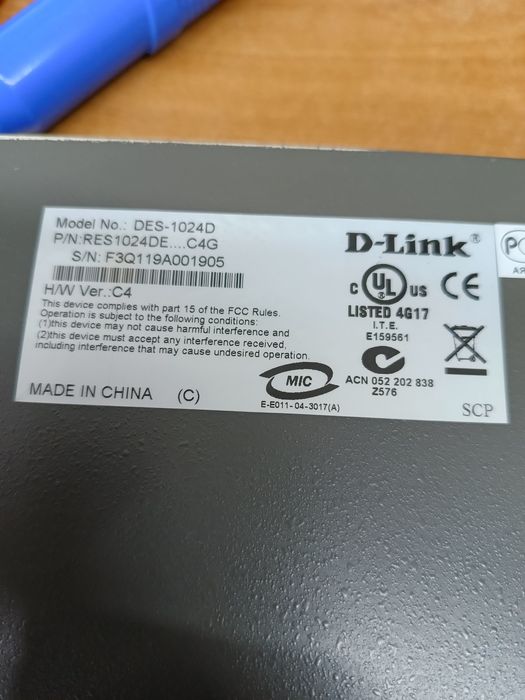 Model No.: DES-1024D
P/N:RES1024DE....C4G
S/N: F3Q119A001905
H/W Ver.:C4
This device complies with part 15 of the FCC Rules.
Operation is subject to the following conditions:
(1)this device may not cause harmful interference and
(2)this device must accept any interference received,
including interference that may cause undesired operation.
MADE IN CHINA (C)
MIC
E-E011-04-3017(A)
D-Link®
C UL US CE
LISTED 4G17
I.T.E.
E159561
ACN 052 202 838
Z576
SCP